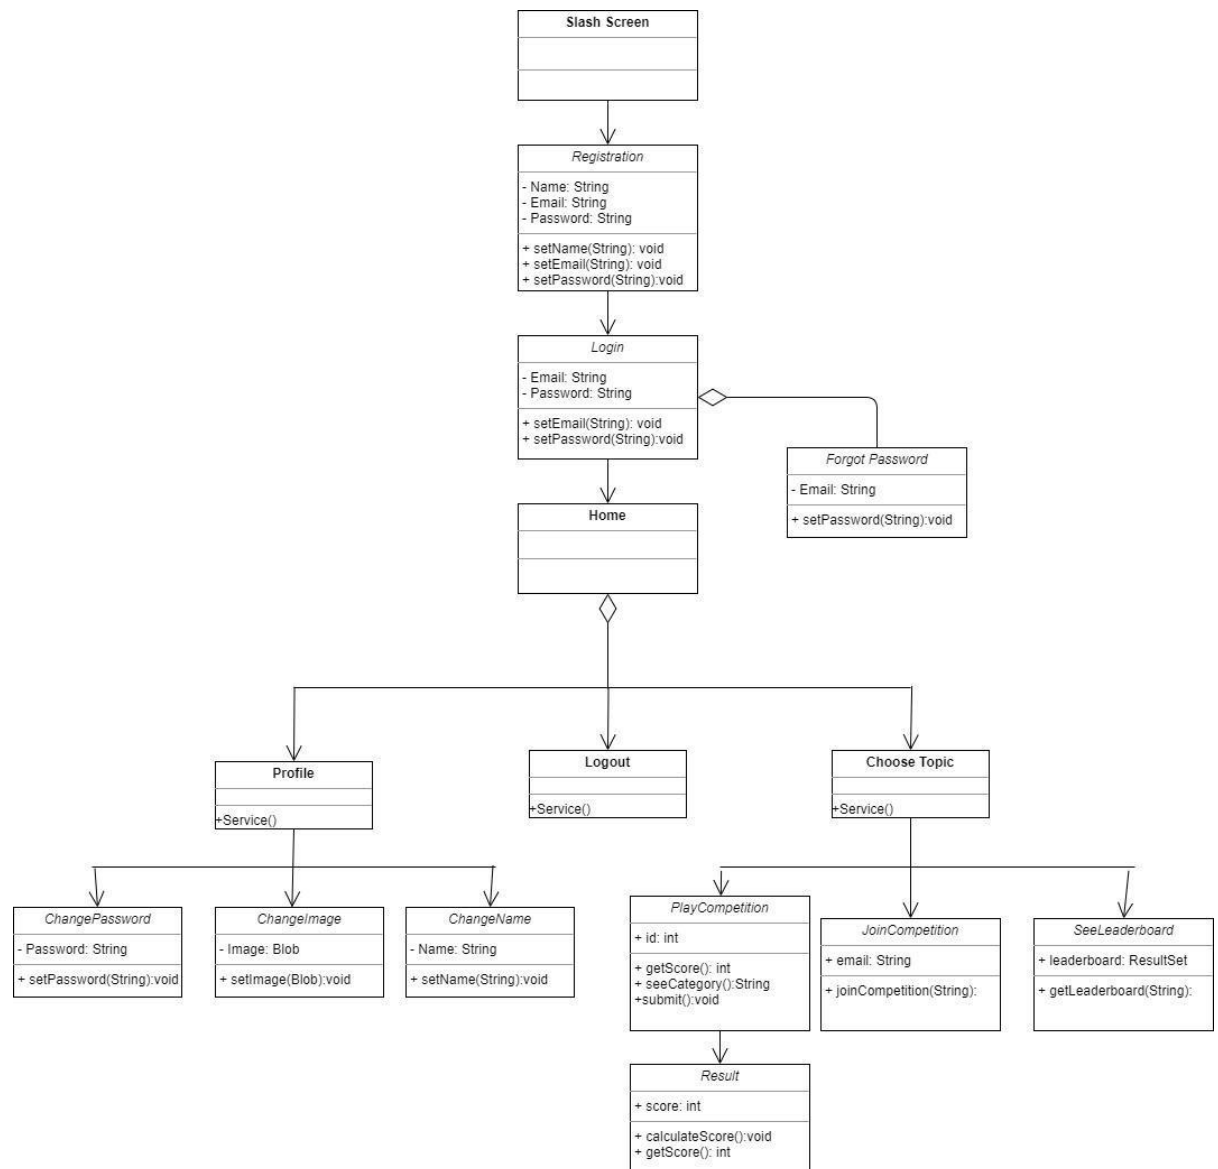 Slash Screen
Registration
- Name: String
- Email: String
- Password: String
+ setName(String): void
+ setEmail(String): void
+ setPassword(String):void
Login
- Email: String
- Password: String
+ setEmail(String): void
+ setPassword(String):void
Forgot Password
- Email: String
+ setPassword(String):void
Home
Profile
+Service()
Logout
+Service()
Choose Topic
+Service()
ChangePassword
- Password: String
+ setPassword(String):void
ChangeImage
- Image: Blob
+ setImage(Blob):void
ChangeName
- Name: String
+ setName(String):void
PlayCompetition
+ id: int
+ getScore(): int
+ seeCategory():String
+submit():void
JoinCompetition
+ email: String
+ joinCompetition(String):
SeeLeaderboard
+ leaderboard: ResultSet
+ getLeaderboard(String):
Result
+ score: int
+ calculateScore():void
+ getScore(): int